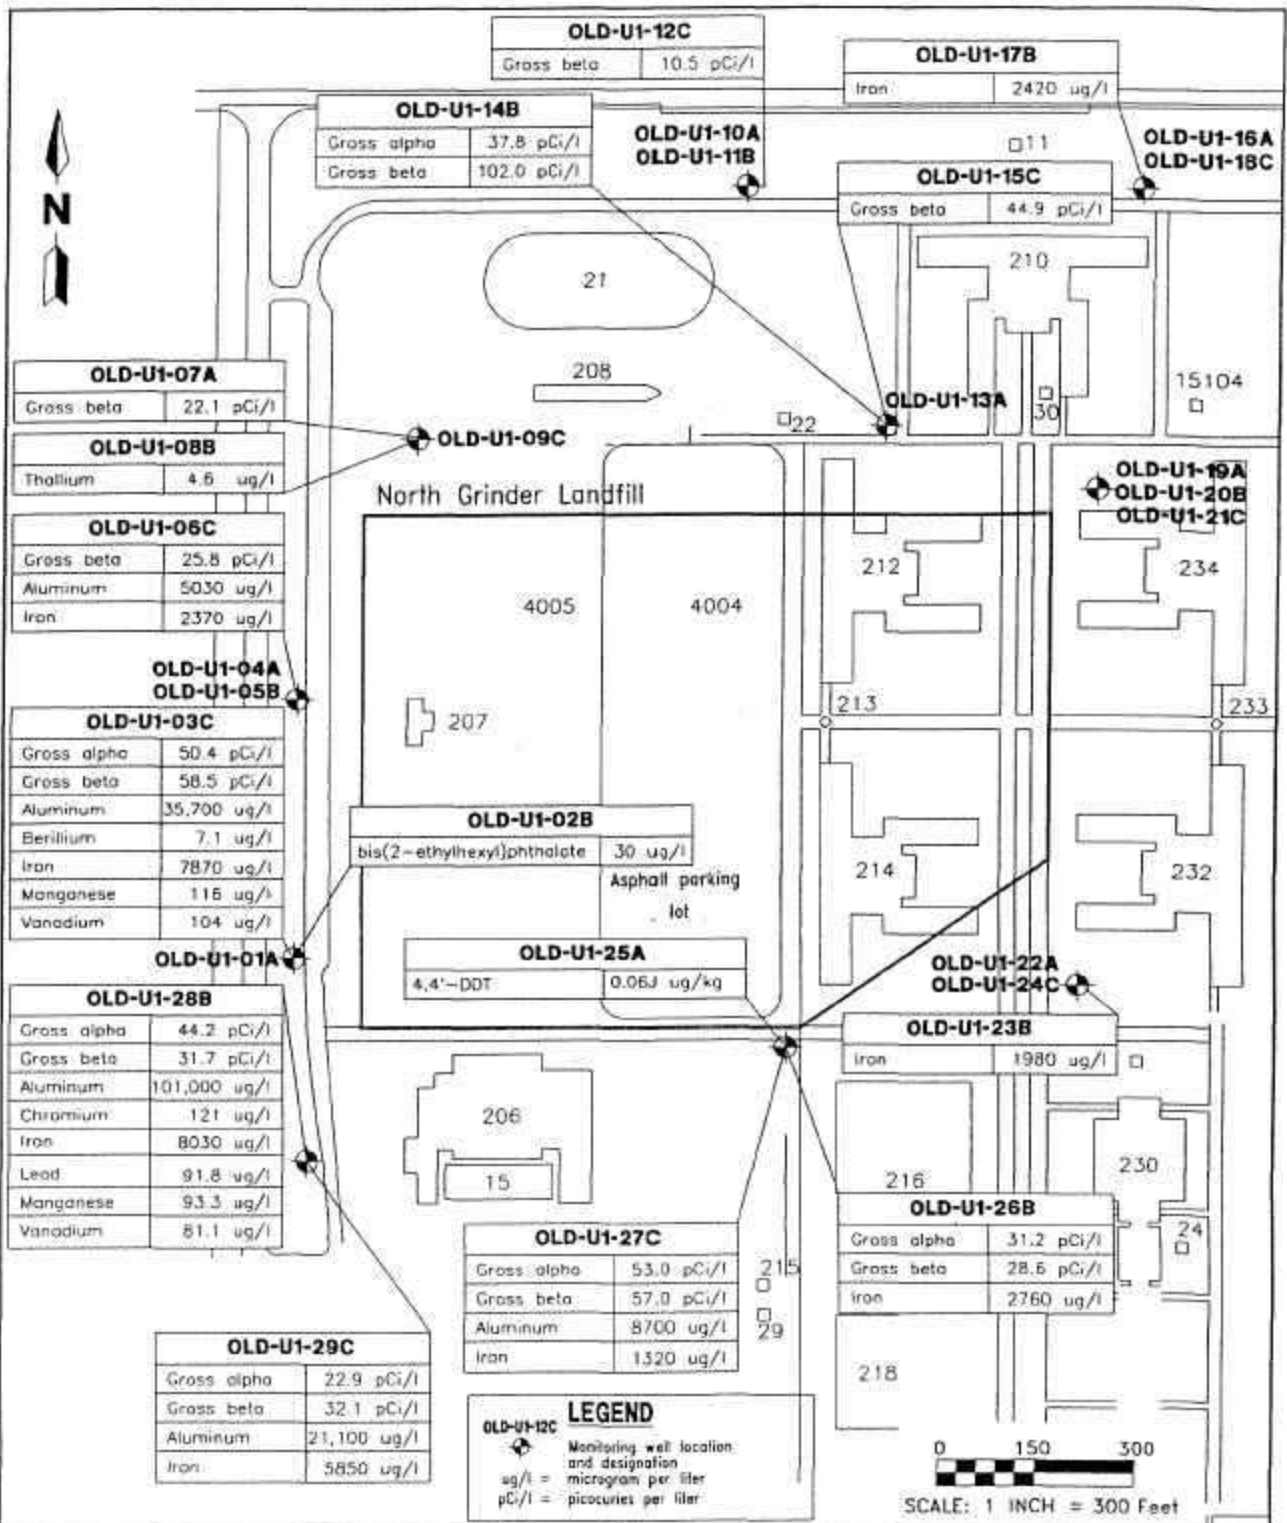 OLD-U1-12C
Gross beta 10.5 pCi/l
OLD-U1-17B
Iron 2420 ug/l
OLD-U1-14B
Gross alpha 37.8 pCi/l
Gross beta 102.0 pCi/l
OLD-U1-10A
OLD-U1-11B
11
OLD-U1-16A
OLD-U1-18C
OLD-U1-15C
Gross beta 44.9 pCi/l
N
21
210
208
15104
OLD-U1-07A
Gross beta 22.1 pCi/l
OLD-U1-13A
30
22
OLD-U1-09C
OLD-U1-08B
Thallium 4.6 ug/l
North Grinder Landfill
OLD-U1-19A
OLD-U1-20B
OLD-U1-21C
OLD-U1-06C
Gross beta 25.8 pCi/l
Aluminum 5030 ug/l
Iron 2370 ug/l
212
234
4005
4004
OLD-U1-04A
OLD-U1-05B
213
233
207
OLD-U1-03C
Gross alpha 50.4 pCi/l
Gross beta 58.5 pCi/l
Aluminum 35,700 ug/l
Berillium 7.1 ug/l
Iron 7870 ug/l
Manganese 116 ug/l
Vanadium 104 ug/l
OLD-U1-02B
bis(2-ethylhexyl)phthalate 30 ug/l
Asphalt parking
lot
214
232
OLD-U1-01A
OLD-U1-25A
4,4'-DDT 0.06J ug/kg
OLD-U1-22A
OLD-U1-24C
OLD-U1-28B
Gross alpha 44.2 pCi/l
Gross beta 31.7 pCi/l
Aluminum 101,000 ug/l
Chromium 121 ug/l
Iron 8030 ug/l
Lead 91.8 ug/l
Manganese 93.3 ug/l
Vanadium 81.1 ug/l
OLD-U1-23B
Iron 1980 ug/l
206
15
216
230
24
OLD-U1-27C
Gross alpha 53.0 pCi/l
Gross beta 57.0 pCi/l
Aluminum 8700 ug/l
Iron 1320 ug/l
215
29
OLD-U1-26B
Gross alpha 31.2 pCi/l
Gross beta 28.6 pCi/l
Iron 2760 ug/l
218
OLD-U1-29C
Gross alpha 22.9 pCi/l
Gross beta 32.1 pCi/l
Aluminum 21,100 ug/l
Iron 5850 ug/l
LEGEND
OLD-U1-12C
Monitoring well location
and designation
ug/l = microgram per liter
pCi/l = picocuries per liter
0 150 300
SCALE: 1 INCH = 300 Feet